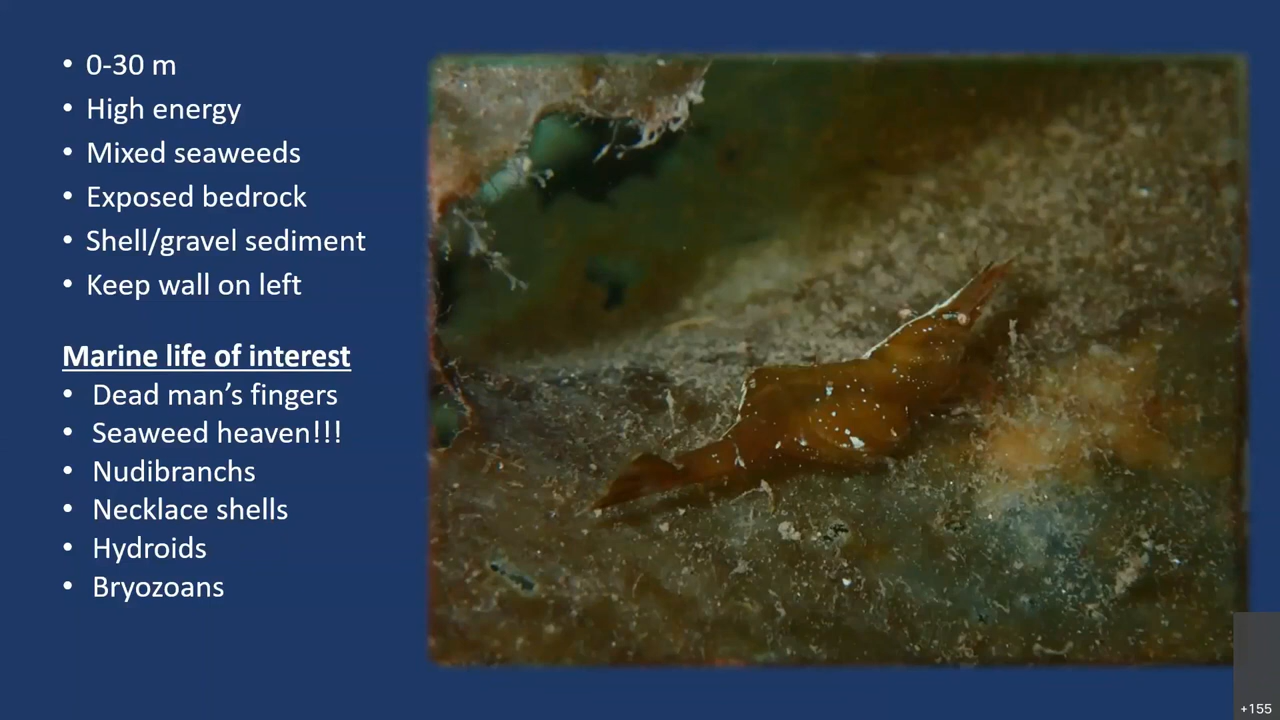 • 0-30 m
• High energy
• Mixed seaweeds
• Exposed bedrock
• Shell/gravel sediment
• Keep wall on left
Marine life of interest
• Dead man’s fingers
• Seaweed heaven!!!
• Nudibranchs
• Necklace shells
• Hydroids
• Bryozoans
+155